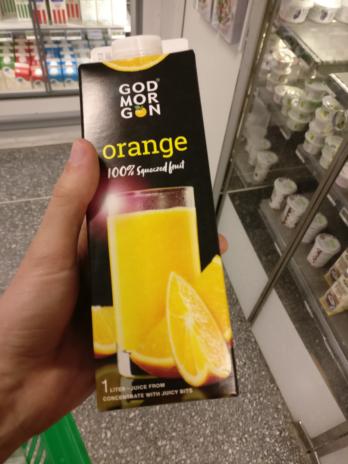 GOD
MOR
GON
orange
100% Squeezed fruit
1 LITER - JUICE FROM
CONCENTRATE WITH JUICY BITS